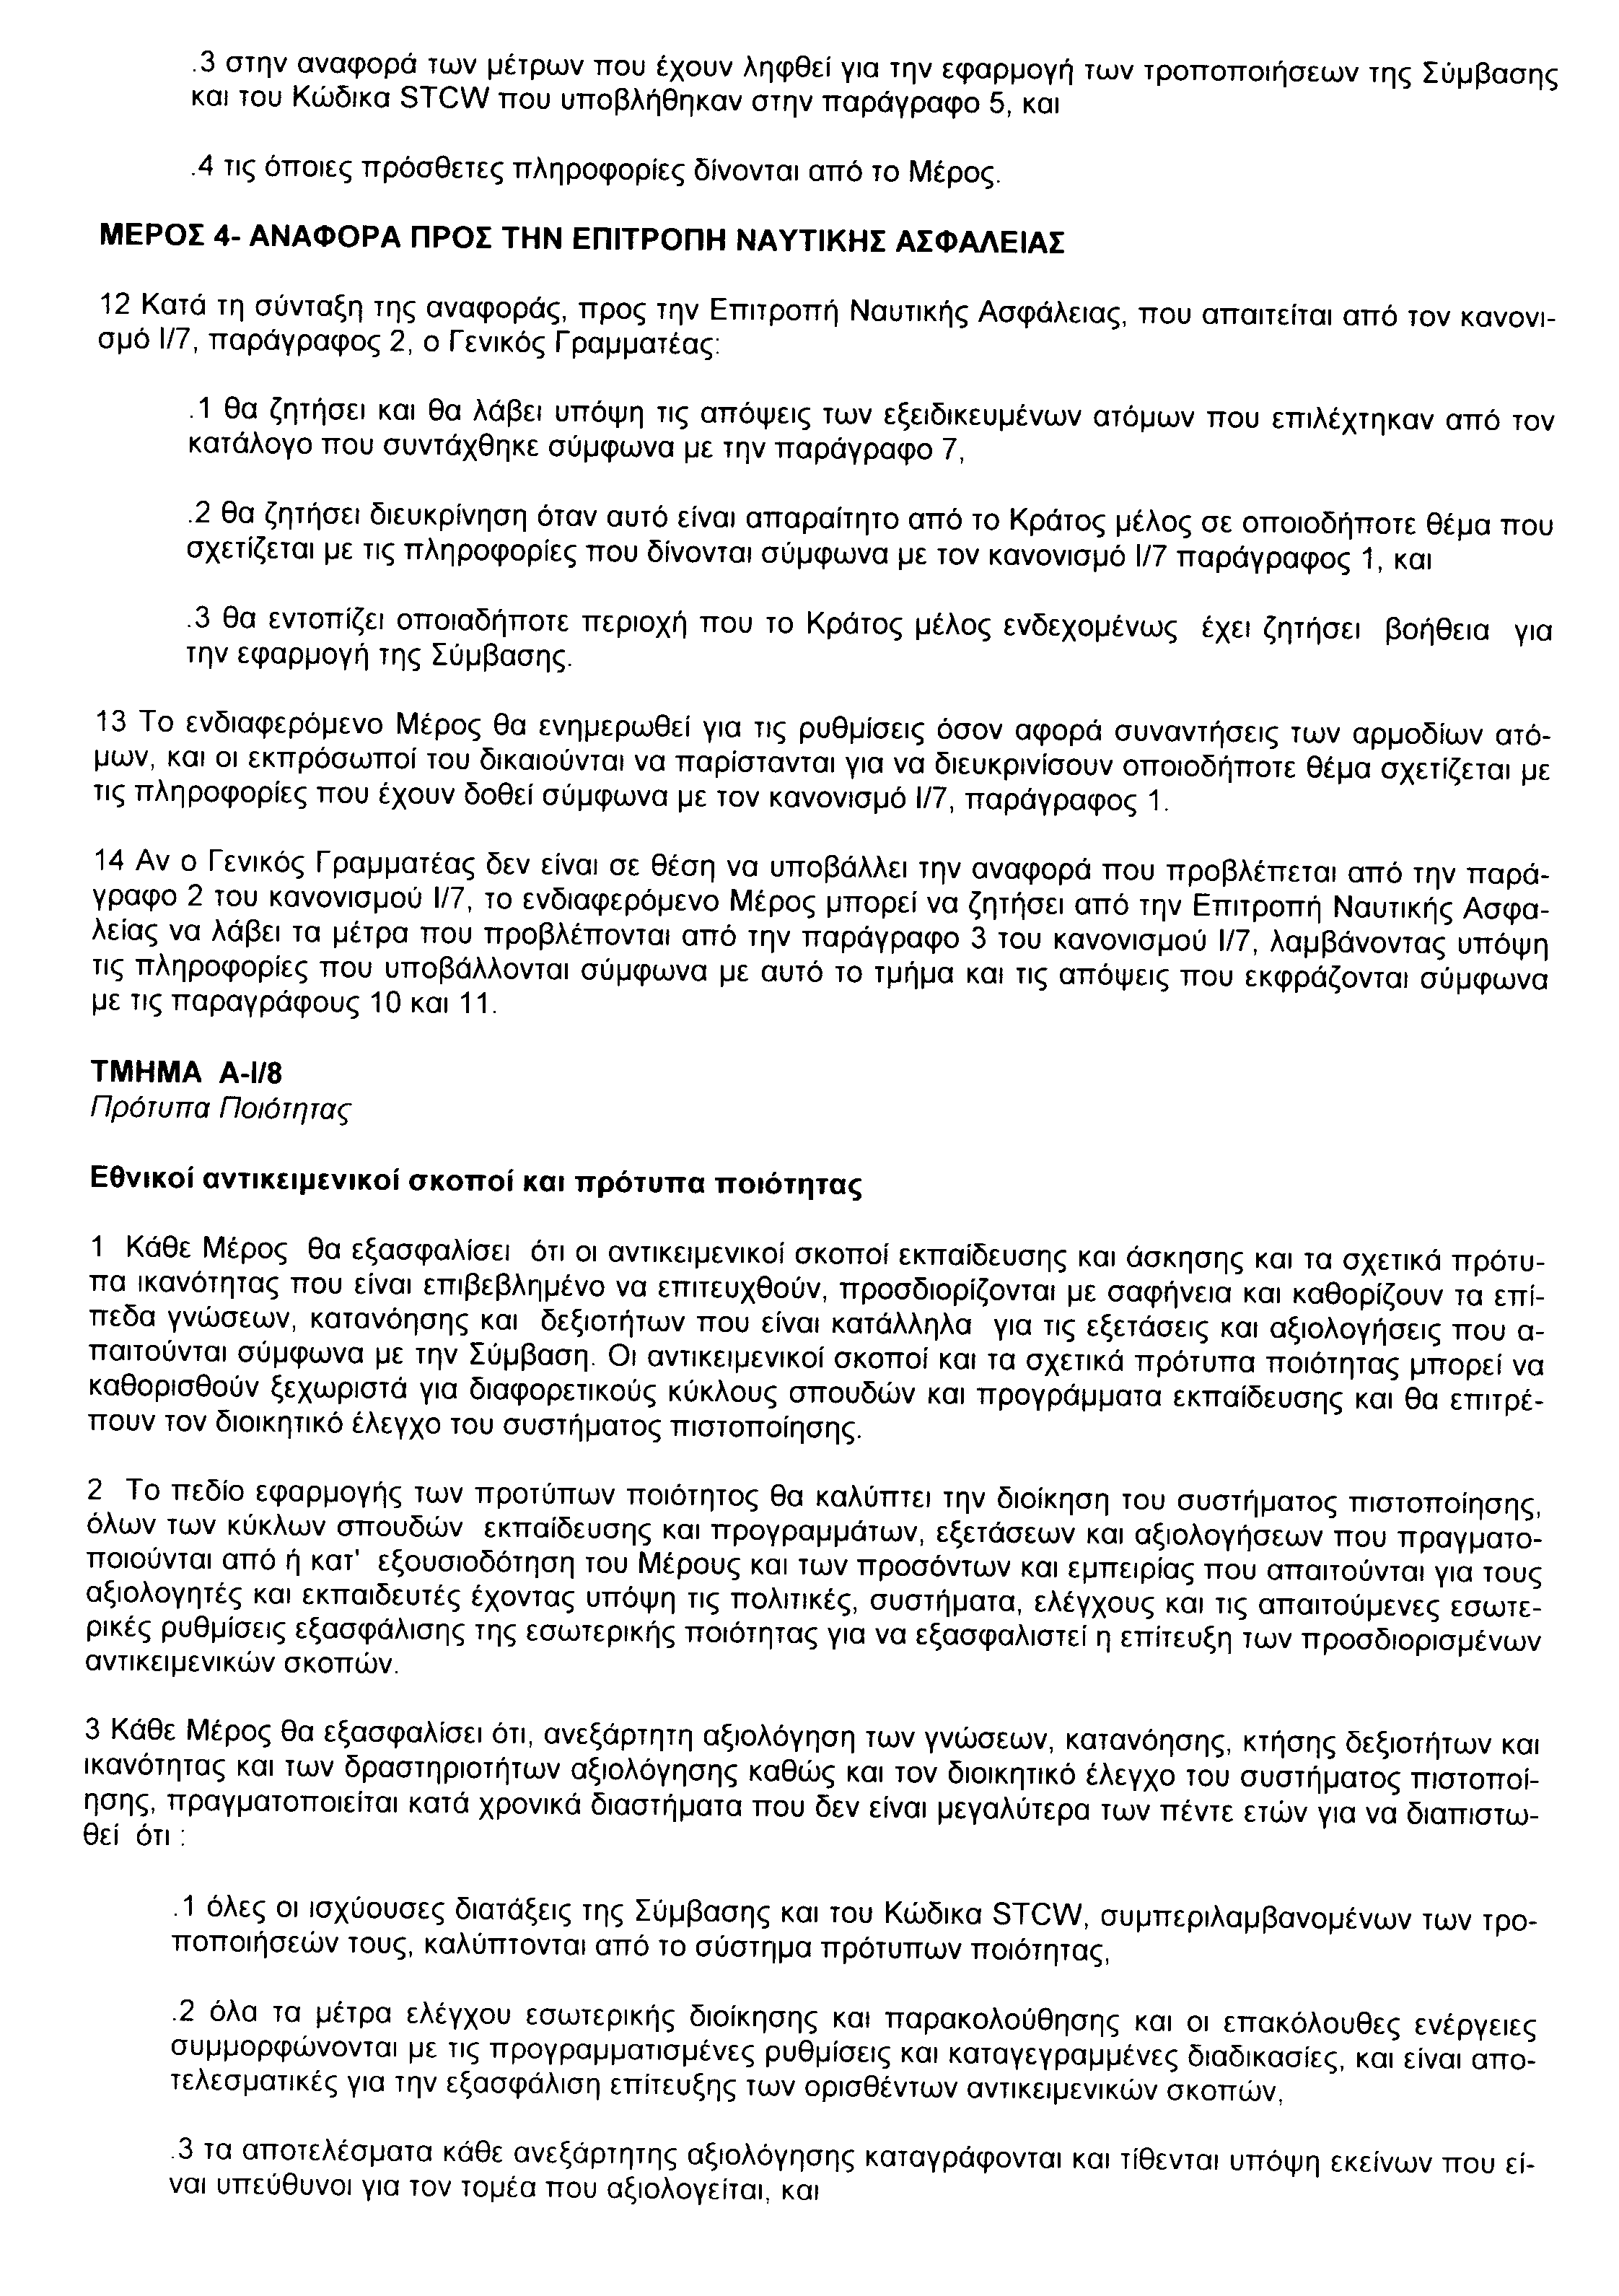 .3 στην αναφορά των μέτρων που έχουν ληφθεί για την εφαρμογή των τροποποιήσεων της Σύμβασης
και του Κώδικα STCW που υποβλήθηκαν στην παράγραφο 5, και
.4 τις όποιες πρόσθετες πληροφορίες δίνονται από το Μέρος.
ΜΕΡΟΣ 4- ΑΝΑΦΟΡΑ ΠΡΟΣ ΤΗΝ ΕΠΙΤΡΟΠΗ ΝΑΥΤΙΚΗΣ ΑΣΦΑΛΕΙΑΣ
12 Κατά τη σύνταξη της αναφοράς, προς την Επιτροπή Ναυτικής Ασφάλειας, που απαιτείται από τον κανονι-
σμό Ι/7, παράγραφος 2, ο Γενικός Γραμματέας:
.1 θα ζητήσει και θα λάβει υπόψη τις απόψεις των εξειδικευμένων ατόμων που επιλέχτηκαν από τον
κατάλογο που συντάχθηκε σύμφωνα με την παράγραφο 7,
.2 θα ζητήσει διευκρίνηση όταν αυτό είναι απαραίτητο από το Κράτος μέλος σε οποιοδήποτε θέμα που
σχετίζεται με τις πληροφορίες που δίνονται σύμφωνα με τον κανονισμό Ι/7 παράγραφος 1, και
.3 θα εντοπίζει οποιαδήποτε περιοχή που το Κράτος μέλος ενδεχομένως έχει ζητήσει βοήθεια για
την εφαρμογή της Σύμβασης.
13 Το ενδιαφερόμενο Μέρος θα ενημερωθεί για τις ρυθμίσεις όσον αφορά συναντήσεις των αρμοδίων ατό-
μων, και οι εκπρόσωποί του δικαιούνται να παρίστανται για να διευκρινίσουν οποιοδήποτε θέμα σχετίζεται με
τις πληροφορίες που έχουν δοθεί σύμφωνα με τον κανονισμό Ι/7, παράγραφος 1.
14 Αν ο Γενικός Γραμματέας δεν είναι σε θέση να υποβάλλει την αναφορά που προβλέπεται από την παρά-
γραφο 2 του κανονισμού Ι/7, το ενδιαφερόμενο Μέρος μπορεί να ζητήσει από την Επιτροπή Ναυτικής Ασφα-
λείας να λάβει τα μέτρα που προβλέπονται από την παράγραφο 3 του κανονισμού Ι/7, λαμβάνοντας υπόψη
τις πληροφορίες που υποβάλλονται σύμφωνα με αυτό το τμήμα και τις απόψεις που εκφράζονται σύμφωνα
με τις παραγράφους 10 και 11.
ΤΜΗΜΑ Α-Ι/8
Πρότυπα Ποιότητας
Εθνικοί αντικειμενικοί σκοποί και πρότυπα ποιότητας
1 Κάθε Μέρος θα εξασφαλίσει ότι οι αντικειμενικοί σκοποί εκπαίδευσης και άσκησης και τα σχετικά πρότυ-
πα ικανότητας που είναι επιβεβλημένο να επιτευχθούν, προσδιορίζονται με σαφήνεια και καθορίζουν τα επί-
πεδα γνώσεων, κατανόησης και δεξιοτήτων που είναι κατάλληλα για τις εξετάσεις και αξιολογήσεις που α-
παιτούνται σύμφωνα με την Σύμβαση. Οι αντικειμενικοί σκοποί και τα σχετικά πρότυπα ποιότητας μπορεί να
καθορισθούν ξεχωριστά για διαφορετικούς κύκλους σπουδών και προγράμματα εκπαίδευσης και θα επιτρέ-
πουν τον διοικητικό έλεγχο του συστήματος πιστοποίησης.
2 Το πεδίο εφαρμογής των προτύπων ποιότητος θα καλύπτει την διοίκηση του συστήματος πιστοποίησης,
όλων των κύκλων σπουδών εκπαίδευσης και προγραμμάτων, εξετάσεων και αξιολογήσεων που πραγματο-
ποιούνται από ή κατ' εξουσιοδότηση του Μέρους και των προσόντων και εμπειρίας που απαιτούνται για τους
αξιολογητές και εκπαιδευτές έχοντας υπόψη τις πολιτικές, συστήματα, ελέγχους και τις απαιτούμενες εσωτε-
ρικές ρυθμίσεις εξασφάλισης της εσωτερικής ποιότητας για να εξασφαλιστεί η επίτευξη των προσδιορισμένων
αντικειμενικών σκοπών.
3 Κάθε Μέρος θα εξασφαλίσει ότι, ανεξάρτητη αξιολόγηση των γνώσεων, κατανόησης, κτήσης δεξιοτήτων και
ικανότητας και των δραστηριοτήτων αξιολόγησης καθώς και τον διοικητικό έλεγχο του συστήματος πιστοποί-
ησης, πραγματοποιείται κατά χρονικά διαστήματα που δεν είναι μεγαλύτερα των πέντε ετών για να διαπιστω-
θεί ότι :
.1 όλες οι ισχύουσες διατάξεις της Σύμβασης και του Κώδικα STCW, συμπεριλαμβανομένων των τρο-
ποποιήσεών τους, καλύπτονται από το σύστημα πρότυπων ποιότητας,
.2 όλα τα μέτρα ελέγχου εσωτερικής διοίκησης και παρακολούθησης και οι επακόλουθες ενέργειες
συμμορφώνονται με τις προγραμματισμένες ρυθμίσεις και καταγεγραμμένες διαδικασίες, και είναι απο-
τελεσματικές για την εξασφάλιση επίτευξης των ορισθέντων αντικειμενικών σκοπών,
.3 τα αποτελέσματα κάθε ανεξάρτητης αξιολόγησης καταγράφονται και τίθενται υπόψη εκείνων που εί-
ναι υπεύθυνοι για τον τομέα που αξιολογείται, και